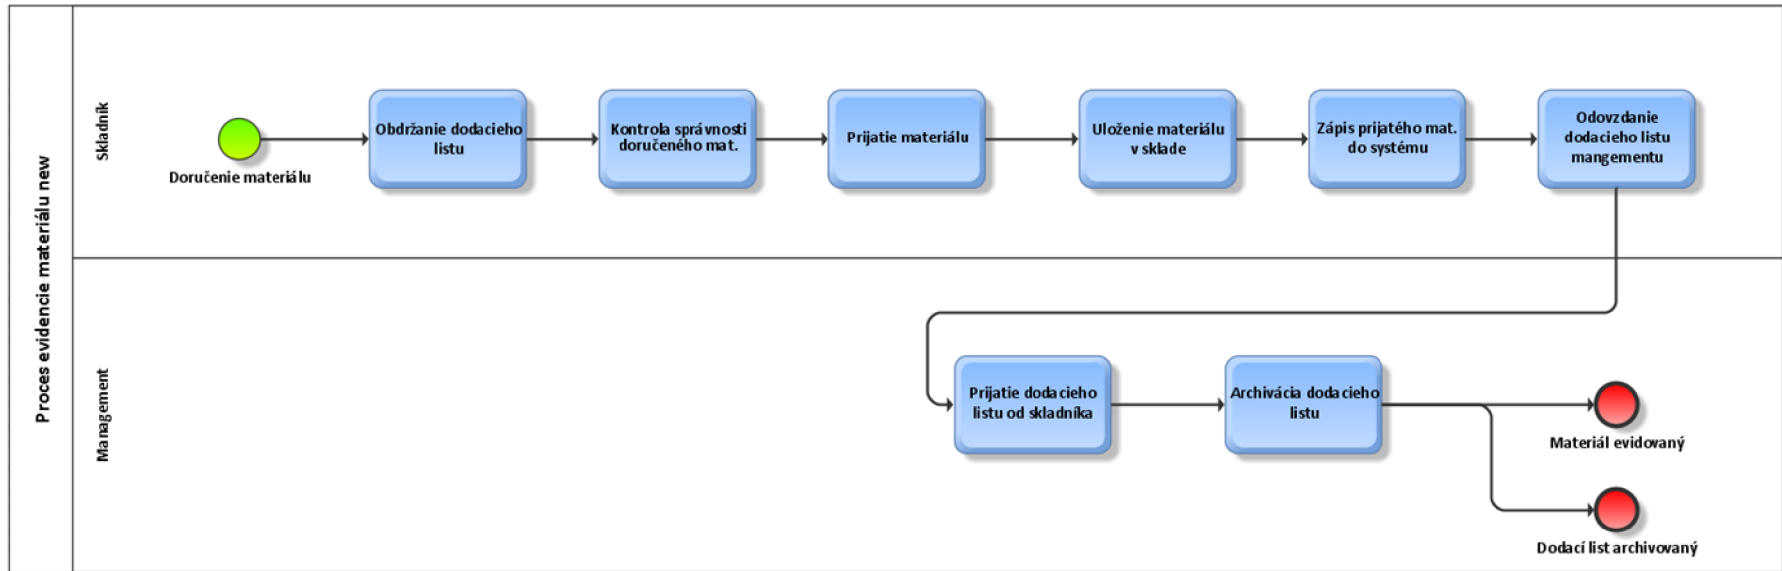 Proces evidencie materiálu new
Skladník
Doručenie materiálu
Obdržanie dodacieho
listu
Kontrola správnosti
doručeného mat.
Prijatie materiálu
Uloženie materiálu
v sklade
Zápis prijatého mat.
do systému
Odovzdanie
dodacieho listu
mangementu
Management
Prijatie dodacieho
listu od skladníka
Archivácia dodacieho
listu
Materiál evidovaný
Dodací list archivovaný